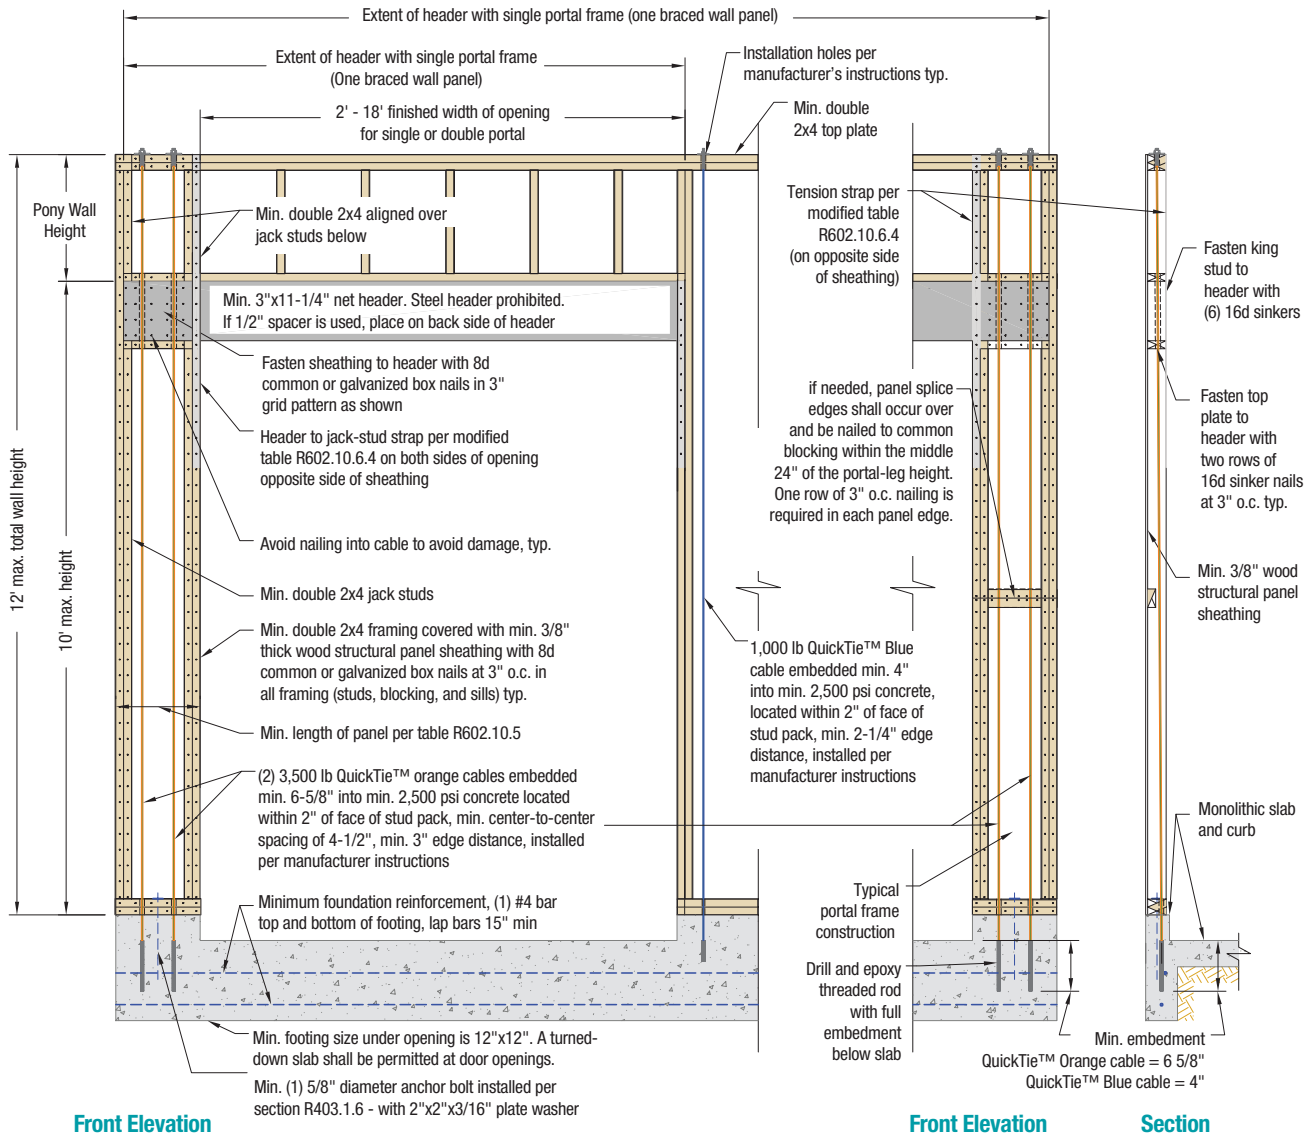 Extent of header with single portal frame (one braced wall panel)
Extent of header with single portal frame
(One braced wall panel)
2' - 18' finished width of opening
for single or double portal
Installation holes per
manufacturer's instructions typ.
Min. double
2x4 top plate
Pony Wall
Height
Min. double 2x4 aligned over
jack studs below
Tension strap per
modified table
R602.10.6.4
(on opposite side
of sheathing)
Fasten king
stud to
header with
(6) 16d sinkers
Min. 3"x11-1/4" net header. Steel header prohibited.
If 1/2" spacer is used, place on back side of header
Fasten sheathing to header with 8d
common or galvanized box nails in 3"
grid pattern as shown
Header to jack-stud strap per modified
table R602.10.6.4 on both sides of opening
opposite side of sheathing
if needed, panel splice
edges shall occur over
and be nailed to common
blocking within the middle
24" of the portal-leg height.
One row of 3" o.c. nailing is
required in each panel edge.
Fasten top
plate to
header with
two rows of
16d sinker nails
at 3" o.c. typ.
12' max. total wall height
10' max. height
Avoid nailing into cable to avoid damage, typ.
Min. double 2x4 jack studs
Min. 3/8" wood
structural panel
sheathing
Min. double 2x4 framing covered with min. 3/8"
thick wood structural panel sheathing with 8d
common or galvanized box nails at 3" o.c. in
all framing (studs, blocking, and sills) typ.
1,000 lb QuickTie™ Blue
cable embedded min. 4"
into min. 2,500 psi concrete,
located within 2" of face of
stud pack, min. 2-1/4" edge
distance, installed per
manufacturer instructions
Min. length of panel per table R602.10.5
(2) 3,500 lb QuickTie™ orange cables embedded
min. 6-5/8" into min. 2,500 psi concrete located
within 2" of face of stud pack, min. center-to-center
spacing of 4-1/2", min. 3" edge distance, installed
per manufacturer instructions
Monolithic slab
and curb
Minimum foundation reinforcement, (1) #4 bar
top and bottom of footing, lap bars 15" min
Typical
portal frame
construction
Drill and epoxy
threaded rod
with full
embedment
below slab
Min. footing size under opening is 12"x12". A turned-
down slab shall be permitted at door openings.
Min. (1) 5/8" diameter anchor bolt installed per
section R403.1.6 - with 2"x2"x3/16" plate washer
Min. embedment
QuickTie™ Orange cable = 6 5/8"
QuickTie™ Blue cable = 4"
Front Elevation
Front Elevation
Section